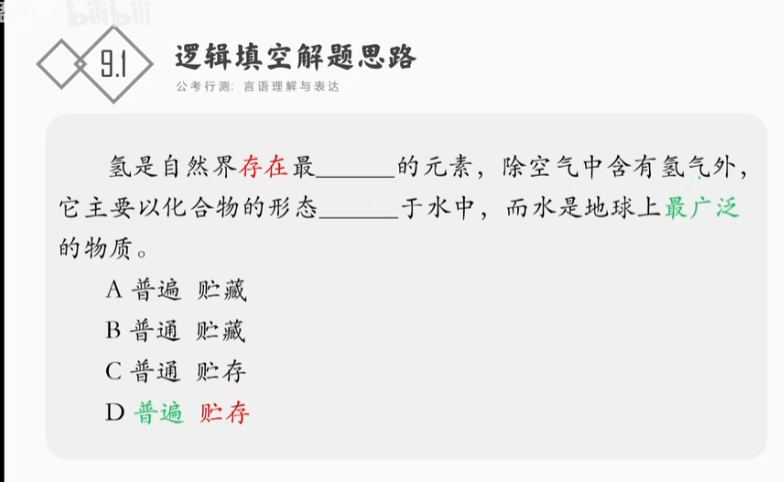 bilibili
9.1
逻辑填空解题思路
公考行测: 言语理解与表达
氢是自然界存在最______的元素，除空气中含有氢气外，
它主要以化合物的形态______于水中，而水是地球上最广泛
的物质。
A 普遍 贮藏
B 普通 贮藏
C 普通 贮存
D 普遍 贮存